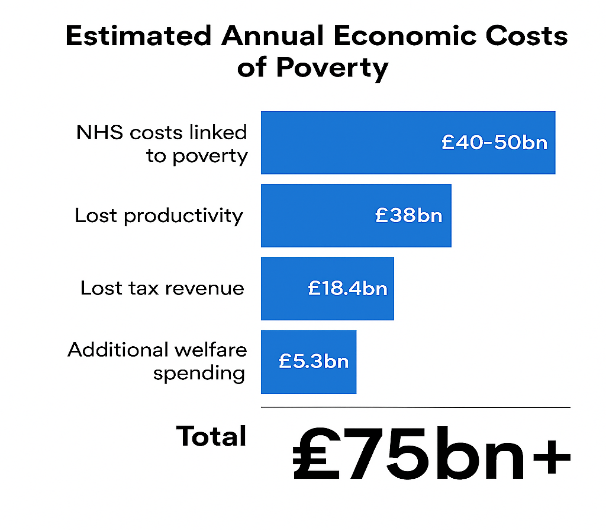 Estimated Annual Economic Costs
of Poverty
NHS costs linked
to poverty
£40-50bn
Lost productivity
£38bn
Lost tax revenue
£18.4bn
Additional welfare
spending
£5.3bn
Total
£75bn+